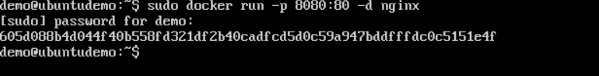 demo@ubuntudemo:~$ sudo docker run -p 8080:80 -d nginx
[sudo] password for demo:
605d088b4d044f40b558fd321df2b40cadfcd5d0c59a947bddfffdc0c5151e4f
demo@ubuntudemo:~$